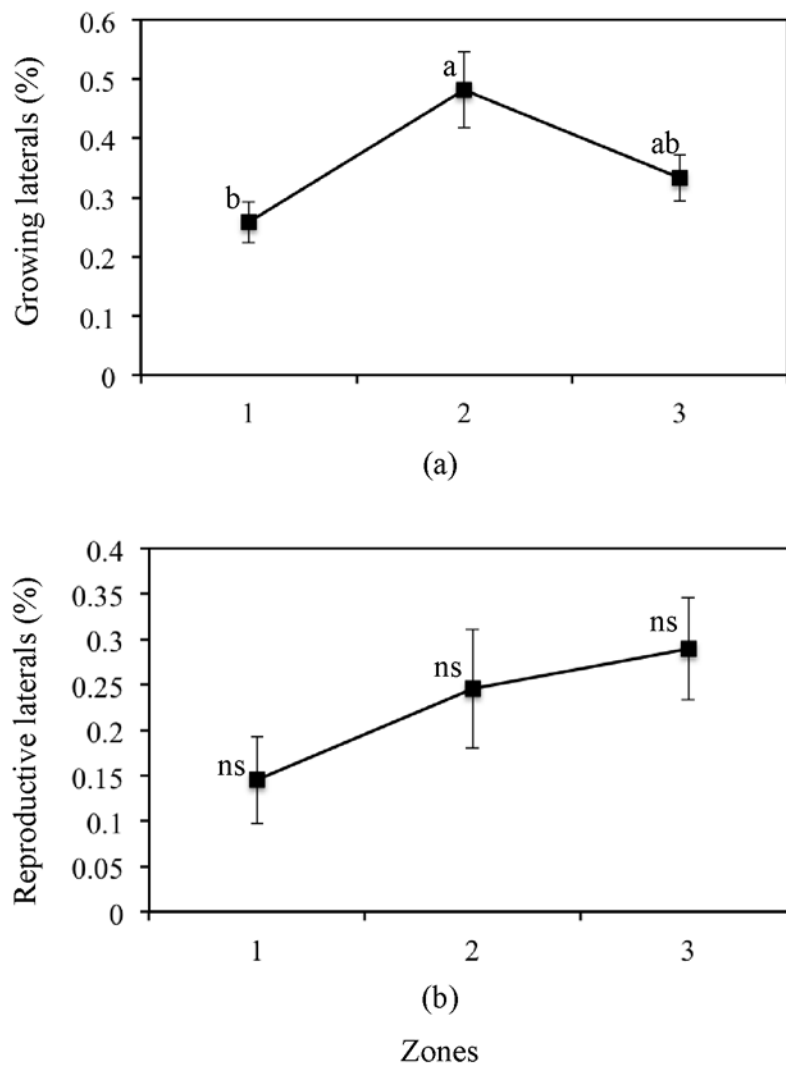 Growing laterals (%)
0.6
0.5
0.4
0.3
0.2
0.1
0
b
a
ab
1 2 3
(a)
Reproductive laterals (%)
0.4
0.35
0.3
0.25
0.2
0.15
0.1
0.05
0
ns
ns
ns
1 2 3
(b)
Zones